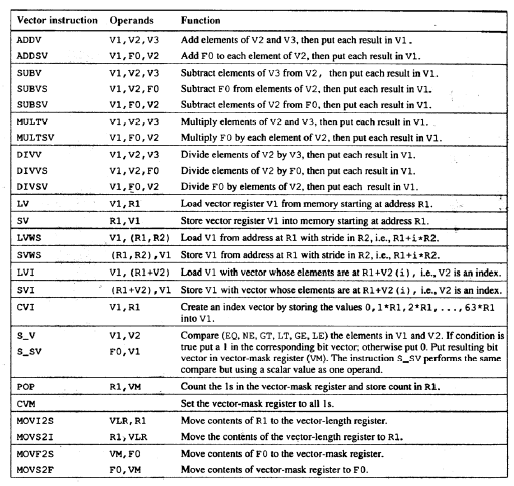 Vector instruction Operands Function
ADDV V1,V2,V3 Add elements of V2 and V3, then put each result in V1.
ADDSV V1,F0,V2 Add F0 to each element of V2, then put each result in V1.
SUBV V1,V2,V3 Subtract elements of V3 from V2, then put each result in V1.
SUBVS V1,V2,F0 Subtract F0 from elements of V2, then put each result in V1.
SUBSV V1,F0,V2 Subtract elements of V2 from F0, then put each result in V1.
MULTV V1,V2,V3 Multiply elements of V2 and V3, then put each result in V1.
MULTSV V1,F0,V2 Multiply F0 by each element of V2, then put each result in V1.
DIVV V1,V2,V3 Divide elements of V2 by V3, then put each result in V1.
DIVVS V1,V2,F0 Divide elements of V2 by F0, then put each result in V1.
DIVSV V1,F0,V2 Divide F0 by elements of V2, then put each result in V1.
LV V1,R1 Load vector register V1 from memory starting at address R1.
SV R1,V1 Store vector register V1 into memory starting at address R1.
LVWS V1,(R1,R2) Load V1 from address at R1 with stride in R2, i.e., R1+i*R2.
SVWS (R1,R2),V1 Store V1 from address at R1 with stride in R2, i.e., R1+i*R2.
LVI V1,(R1+V2) Load V1 with vector whose elements are at R1+V2(i), i.e., V2 is an index.
SVI (R1+V2),V1 Store V1 with vector whose elements are at R1+V2(i), i.e., V2 is an index.
CVI V1,R1 Create an index vector by storing the values 0,1*R1,2*R1,...,63*R1
into V1.
S_V V1,V2 Compare (EQ, NE, GT, LT, GE, LE) the elements in V1 and V2. If condition is
true put a 1 in the corresponding bit vector; otherwise put 0. Put resulting bit
S_SV F0,V1 vector in vector-mask register (VM). The instruction S_SV performs the same
compare but using a scalar value as one operand.
POP R1,VM Count the 1s in the vector-mask register and store count in R1.
CVM Set the vector-mask register to all 1s.
MOVI2S VLR,R1 Move contents of R1 to the vector-length register.
MOVS2I R1,VLR Move the contents of the vector-length register to R1.
MOVF2S VM,F0 Move contents of F0 to the vector-mask register.
MOVS2F F0,VM Move contents of vector-mask register to F0.